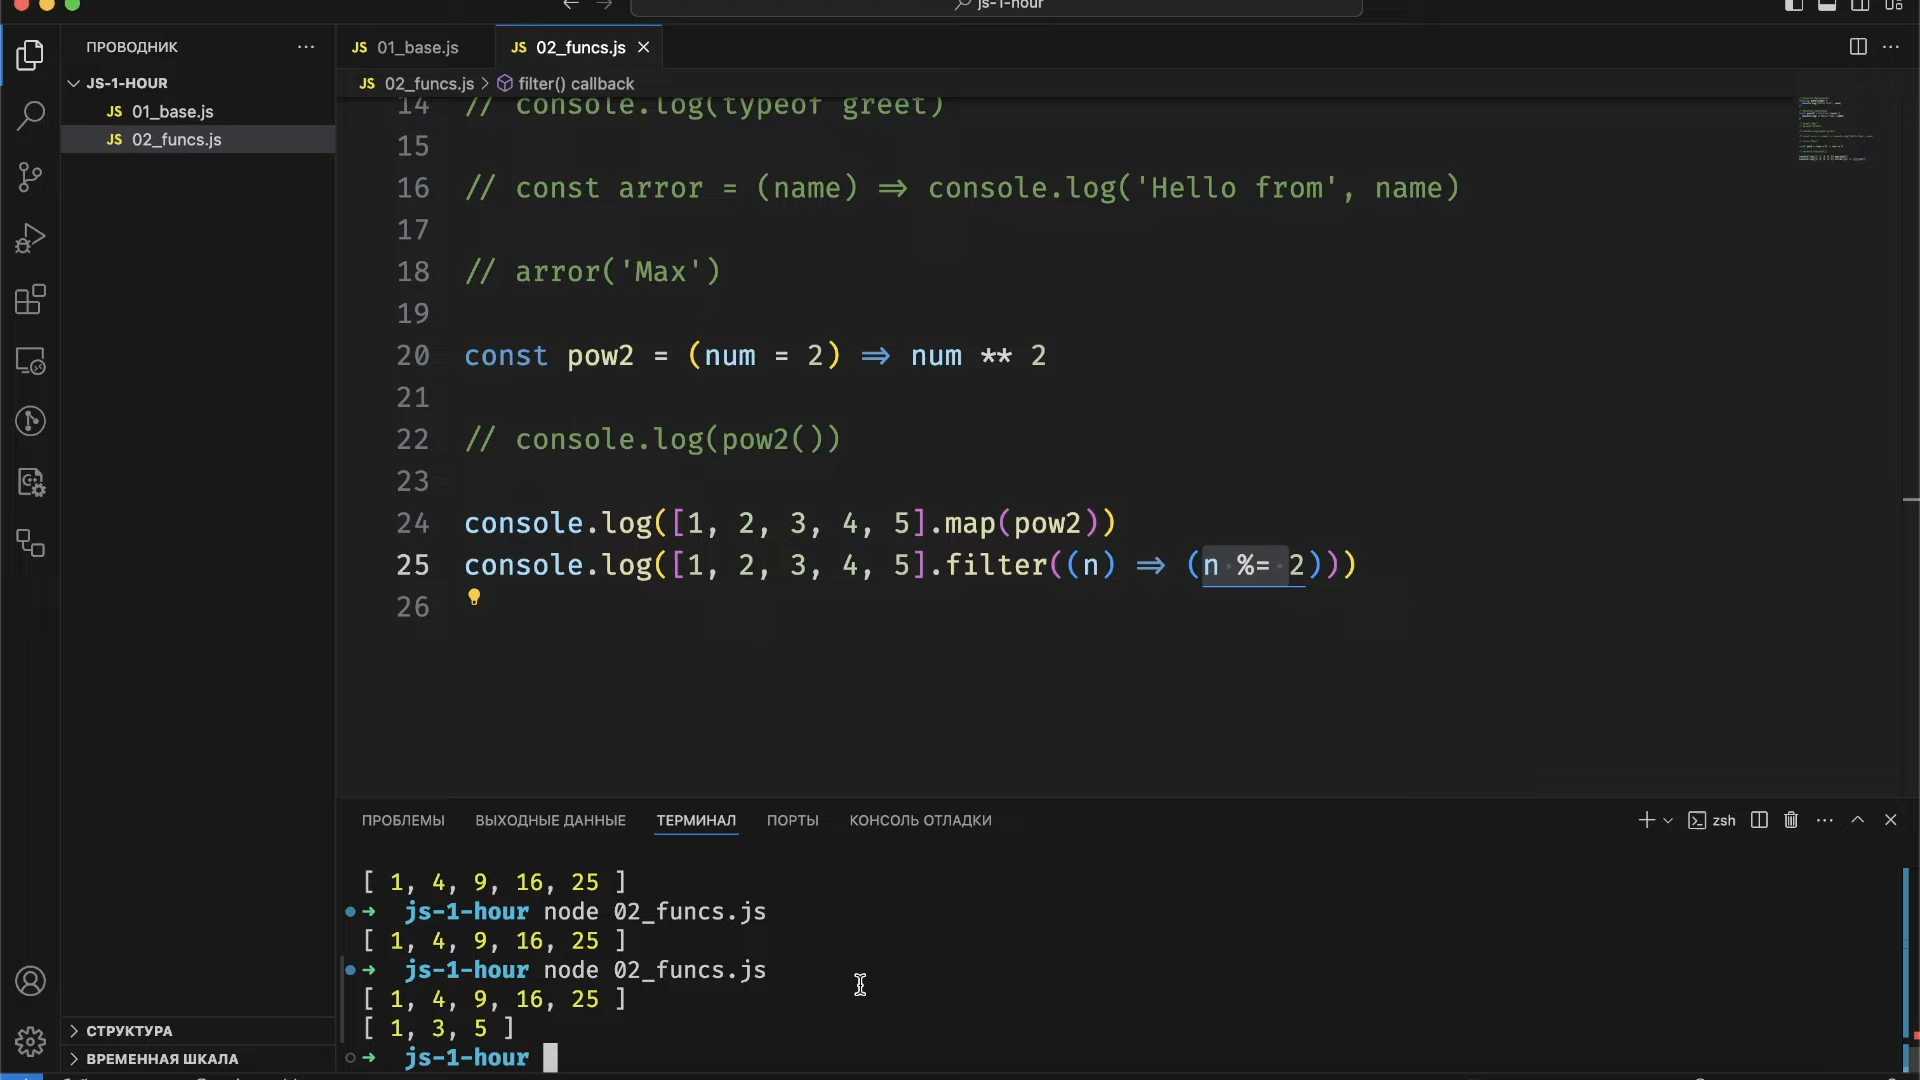 js-1-hour
ПРОВОДНИК
JS-1-HOUR
JS 01_base.js
JS 02_funcs.js
JS 01_base.js
JS 02_funcs.js
JS 02_funcs.js > filter() callback
14 // console.log(typeof greet)
15
16 // const arror = (name) => console.log('Hello from', name)
17
18 // arror('Max')
19
20 const pow2 = (num = 2) => num ** 2
21
22 // console.log(pow2())
23
24 console.log([1, 2, 3, 4, 5].map(pow2))
25 console.log([1, 2, 3, 4, 5].filter((n) => (n %= 2)))
26
ПРОБЛЕМЫ ВЫХОДНЫЕ ДАННЫЕ ТЕРМИНАЛ ПОРТЫ КОНСОЛЬ ОТЛАДКИ
zsh
[ 1, 4, 9, 16, 25 ]
➜ js-1-hour node 02_funcs.js
[ 1, 4, 9, 16, 25 ]
➜ js-1-hour node 02_funcs.js
[ 1, 4, 9, 16, 25 ]
[ 1, 3, 5 ]
➜ js-1-hour
СТРУКТУРА
ВРЕМЕННАЯ ШКАЛА